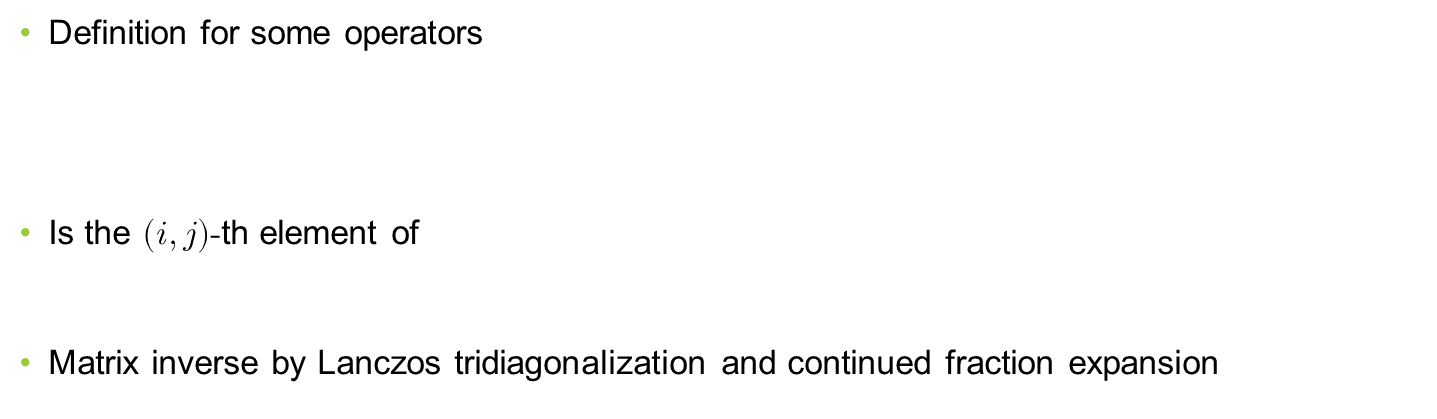 • Definition for some operators
• Is the (i, j)-th element of
• Matrix inverse by Lanczos tridiagonalization and continued fraction expansion